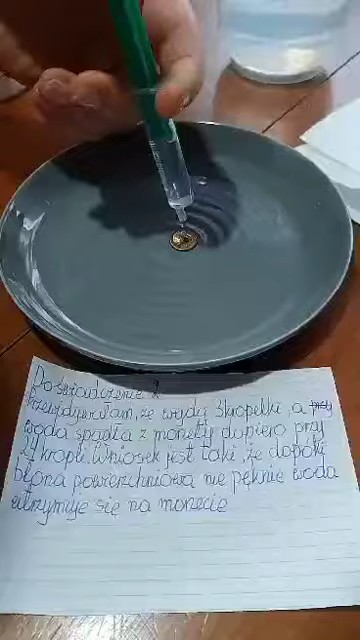 Doświadczenie 1
Przewidywałam, że wyjdą 3 kropelki, a przy
woda spadła z monety dopiero przy
24 kropli. Wniosek jest taki, że dopóki
błona powierzchniowa nie pęknie woda
utrzymuje się na monecie